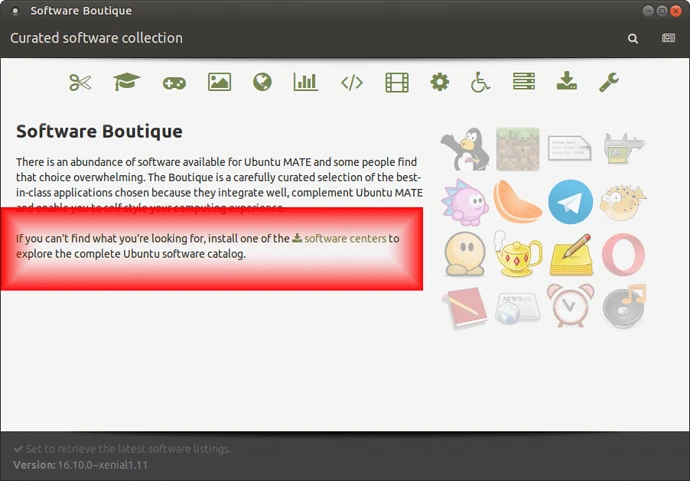 Software Boutique
Curated software collection
Software Boutique
There is an abundance of software available for Ubuntu MATE and some people find
that choice overwhelming. The Boutique is a carefully curated selection of the best-
in-class applications chosen because they integrate well, complement Ubuntu MATE
and enable you to self-style your computing experience.
If you can't find what you're looking for, install one of the software centers to
explore the complete Ubuntu software catalog.
NEWS
Set to retrieve the latest software listings.
Version: 16.10.0~xenial1.11